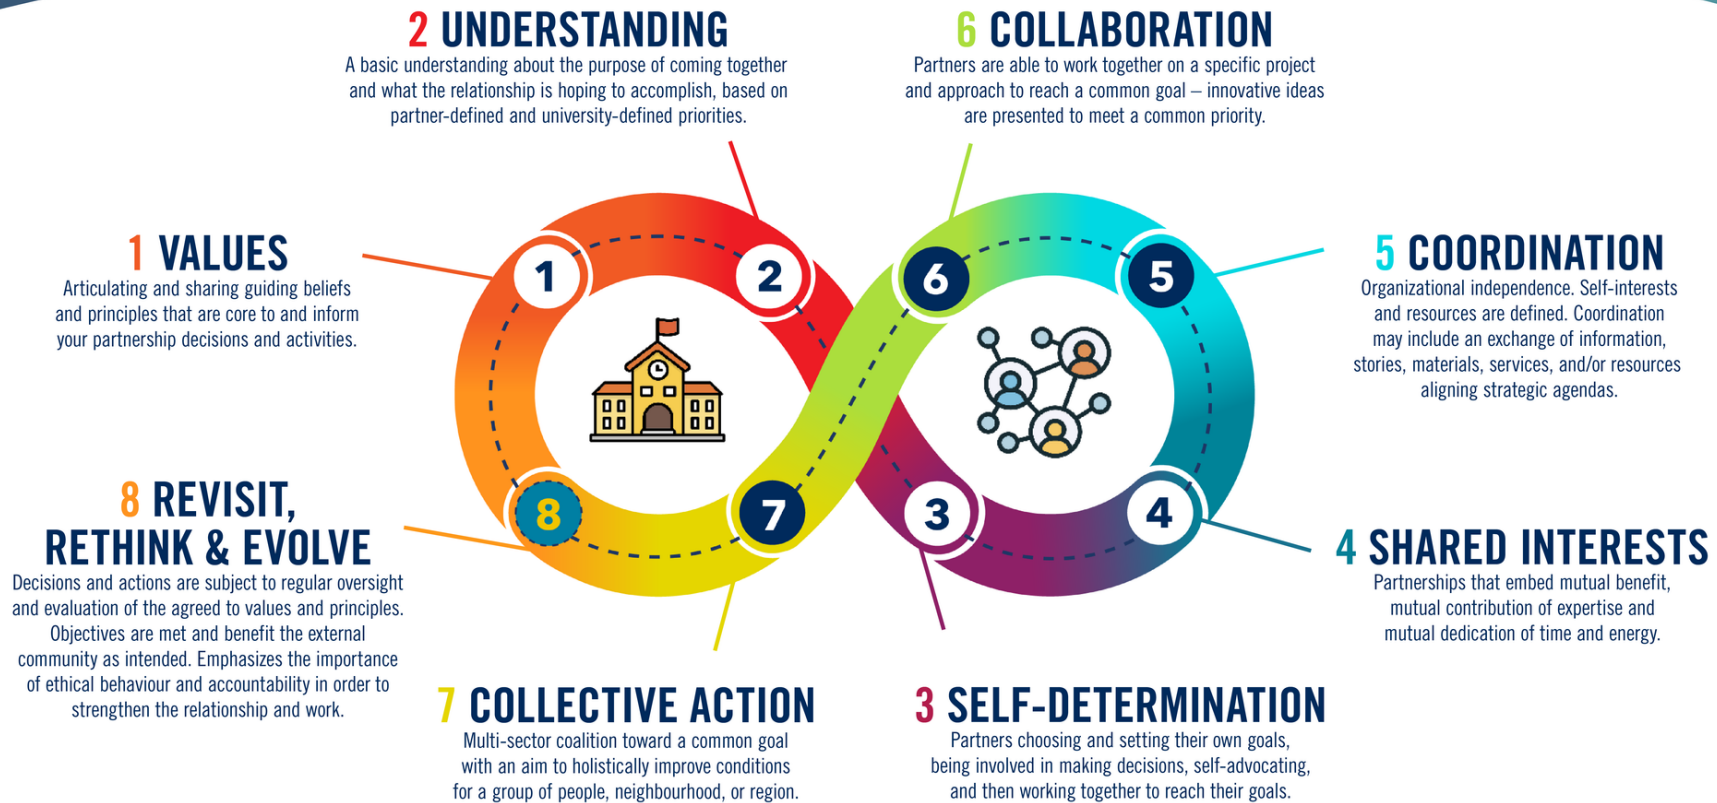 2 UNDERSTANDING
A basic understanding about the purpose of coming together
and what the relationship is hoping to accomplish, based on
partner-defined and university-defined priorities.
6 COLLABORATION
Partners are able to work together on a specific project
and approach to reach a common goal – innovative ideas
are presented to meet a common priority.
1 VALUES
Articulating and sharing guiding beliefs
and principles that are core to and inform
your partnership decisions and activities.
5 COORDINATION
Organizational independence. Self-interests
and resources are defined. Coordination
may include an exchange of information,
stories, materials, services, and/or resources
aligning strategic agendas.
1
2
6
5
8
7
3
4
8 REVISIT,
RETHINK & EVOLVE
Decisions and actions are subject to regular oversight
and evaluation of the agreed to values and principles.
Objectives are met and benefit the external
community as intended. Emphasizes the importance
of ethical behaviour and accountability in order to
strengthen the relationship and work.
4 SHARED INTERESTS
Partnerships that embed mutual benefit,
mutual contribution of expertise and
mutual dedication of time and energy.
7 COLLECTIVE ACTION
Multi-sector coalition toward a common goal
with an aim to holistically improve conditions
for a group of people, neighbourhood, or region.
3 SELF-DETERMINATION
Partners choosing and setting their own goals,
being involved in making decisions, self-advocating,
and then working together to reach their goals.